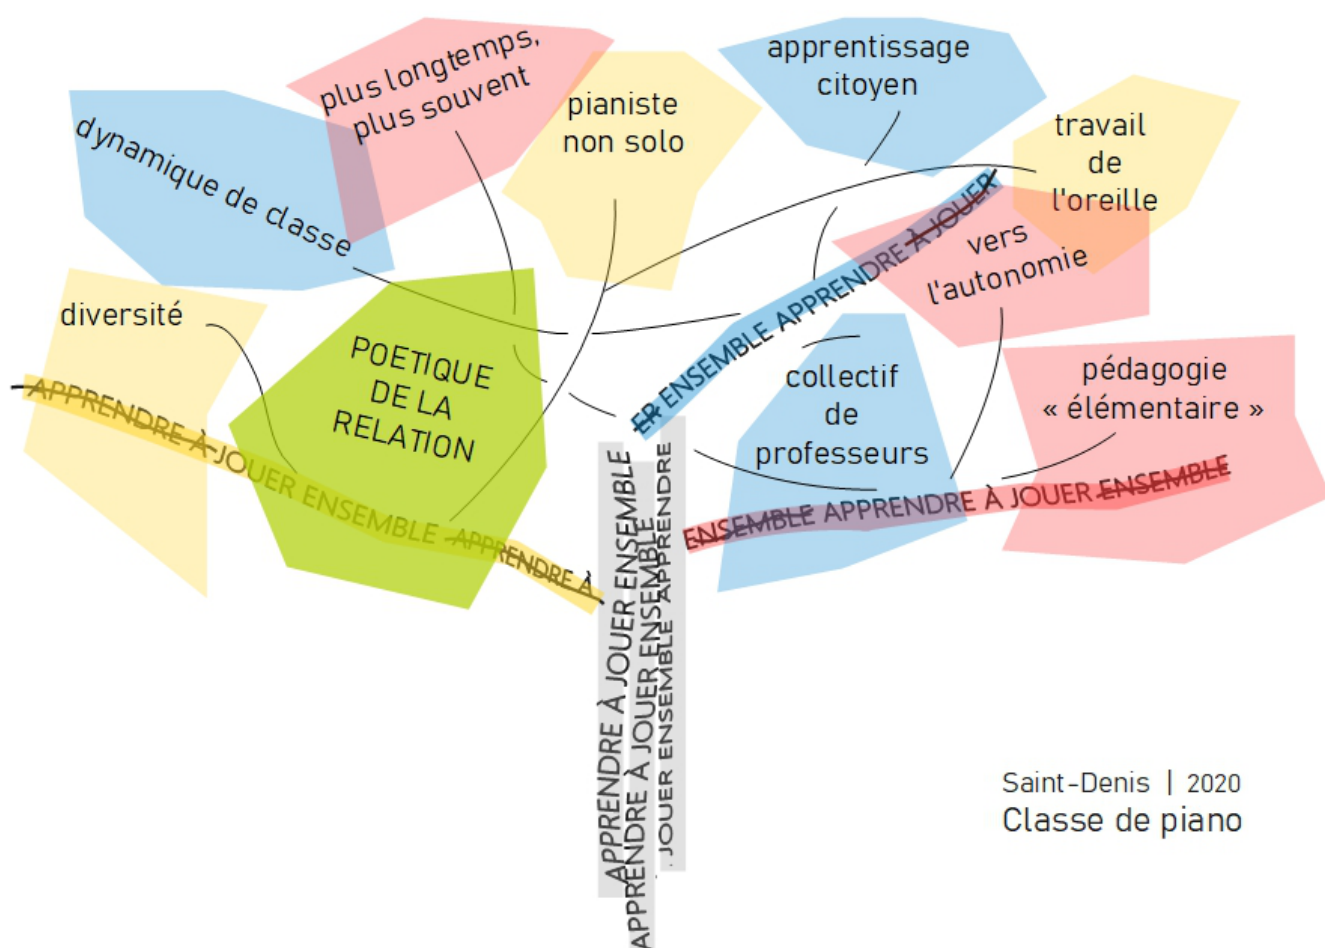 plus longtemps,
plus souvent
pianiste
non solo
apprentissage
citoyen
travail
de
l'oreille
dynamique de classe
vers
l'autonomie
diversité
POETIQUE
DE LA
RELATION
collectif
de
professeurs
pédagogie
« élémentaire »
APPRENDRE À JOUER ENSEMBLE APPRENDRE À
ER ENSEMBLE APPRENDRE À JOUER
ENSEMBLE APPRENDRE À JOUER ENSEMBLE
APPRENDRE À JOUER ENSEMBLE
APPRENDRE À JOUER ENSEMBLE
JOUER ENSEMBLE APPRENDRE
Saint-Denis | 2020
Classe de piano